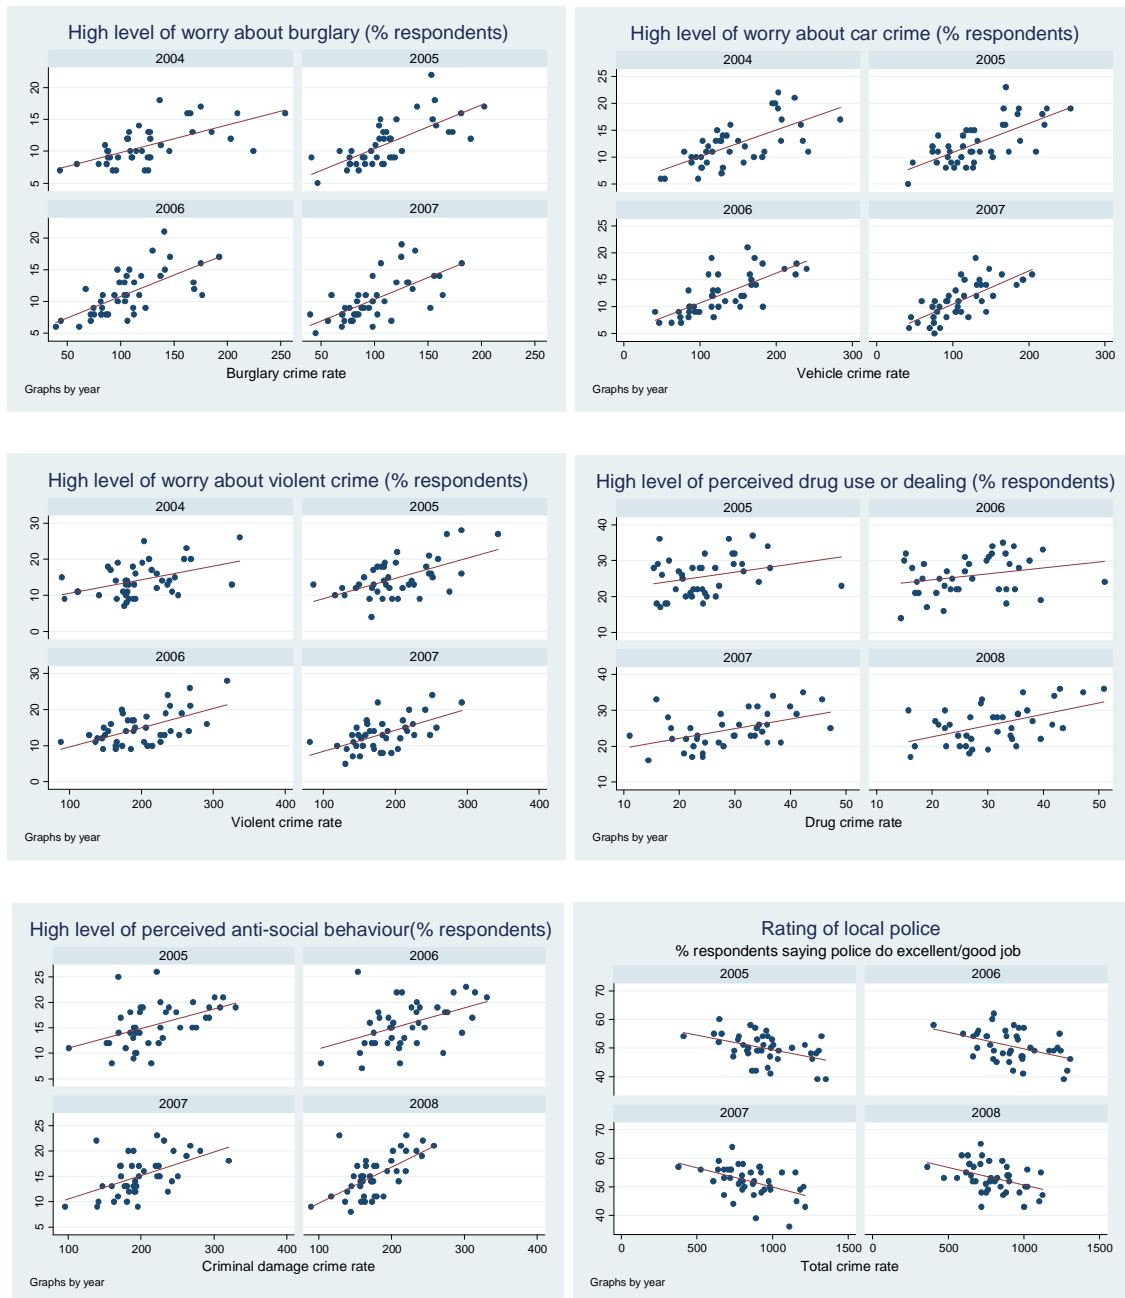 High level of worry about burglary (% respondents)
2004 2005
20
15
10
5
2006 2007
20
15
10
5
50 100 150 200 250 50 100 150 200 250
Burglary crime rate
Graphs by year
High level of worry about car crime (% respondents)
2004 2005
25
20
15
10
5
2006 2007
25
20
15
10
5
0 100 200 300 0 100 200 300
Vehicle crime rate
Graphs by year
High level of worry about violent crime (% respondents)
2004 2005
30
20
10
0
2006 2007
30
20
10
0
100 200 300 400 100 200 300 400
Violent crime rate
Graphs by year
High level of perceived drug use or dealing (% respondents)
2005 2006
40
30
20
10
2007 2008
40
30
20
10
10 20 30 40 50 10 20 30 40 50
Drug crime rate
Graphs by year
High level of perceived anti-social behaviour(% respondents)
2005 2006
25
20
15
10
5
2007 2008
25
20
15
10
5
100 200 300 400 100 200 300 400
Criminal damage crime rate
Graphs by year
Rating of local police
% respondents saying police do excellent/good job
2005 2006
70
60
50
40
2007 2008
70
60
50
40
0 500 1000 1500 0 500 1000 1500
Total crime rate
Graphs by year